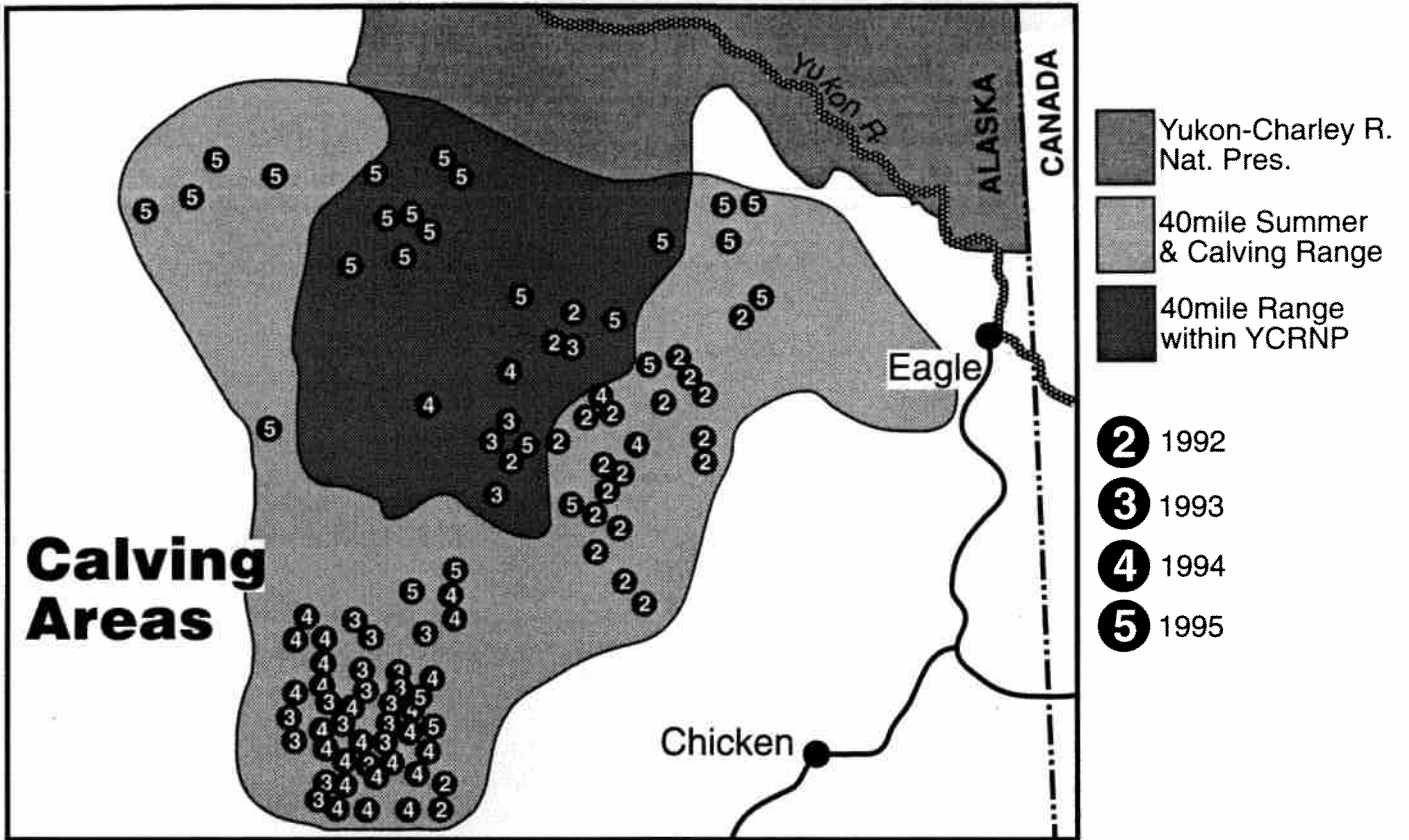 Yukon R.
ALASKA
CANADA
Eagle
Chicken
Calving
Areas
Yukon-Charley R.
Nat. Pres.
40mile Summer
& Calving Range
40mile Range
within YCRNP
2 1992
3 1993
4 1994
5 1995